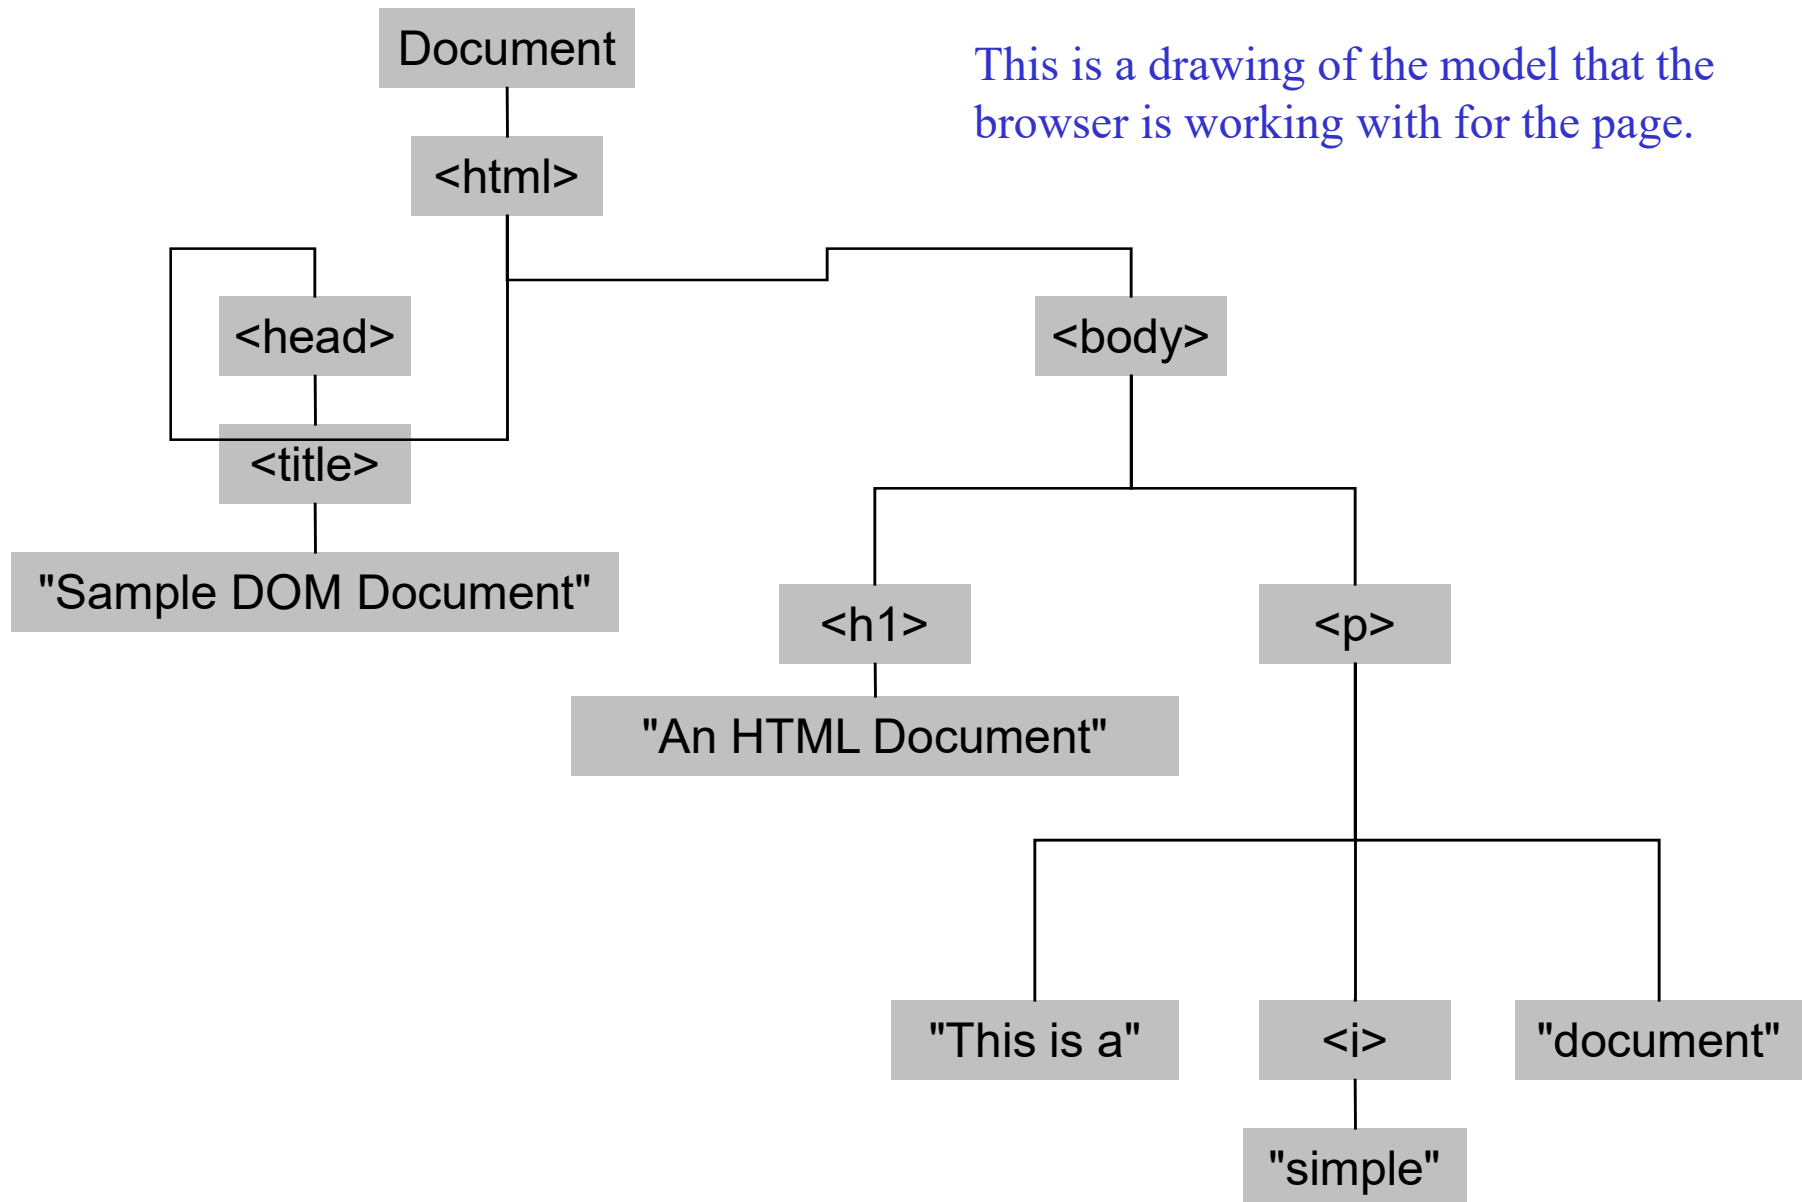 Document
This is a drawing of the model that the
browser is working with for the page.
<html>
<head>
<body>
<title>
"Sample DOM Document"
<h1>
<p>
"An HTML Document"
"This is a"
<i>
"document"
"simple"